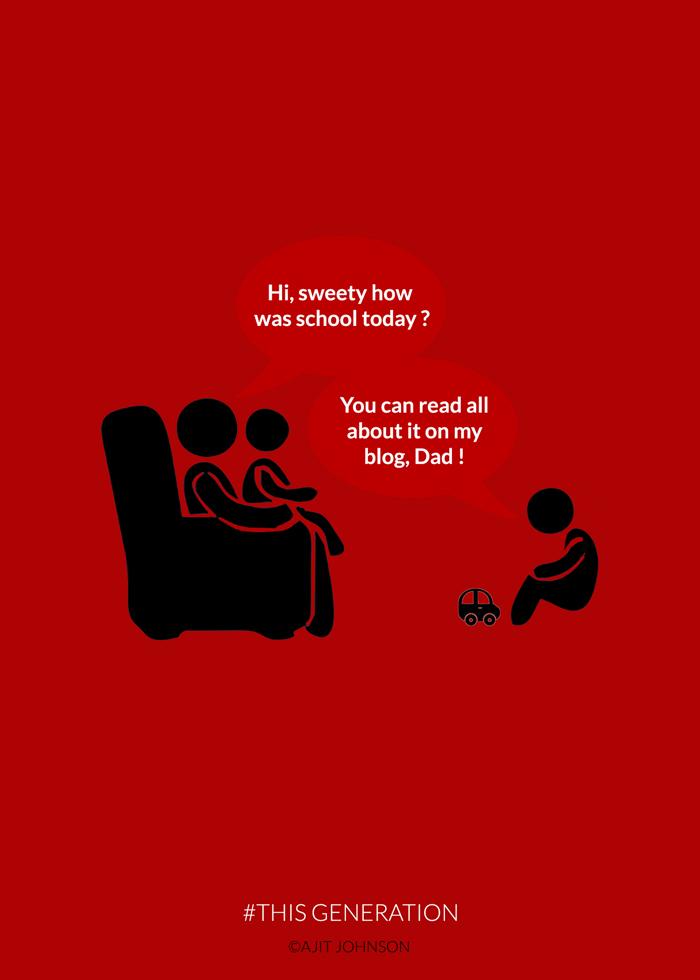 Hi, sweety how
was school today ?
You can read all
about it on my
blog, Dad !
#THIS GENERATION
©AJIT JOHNSON